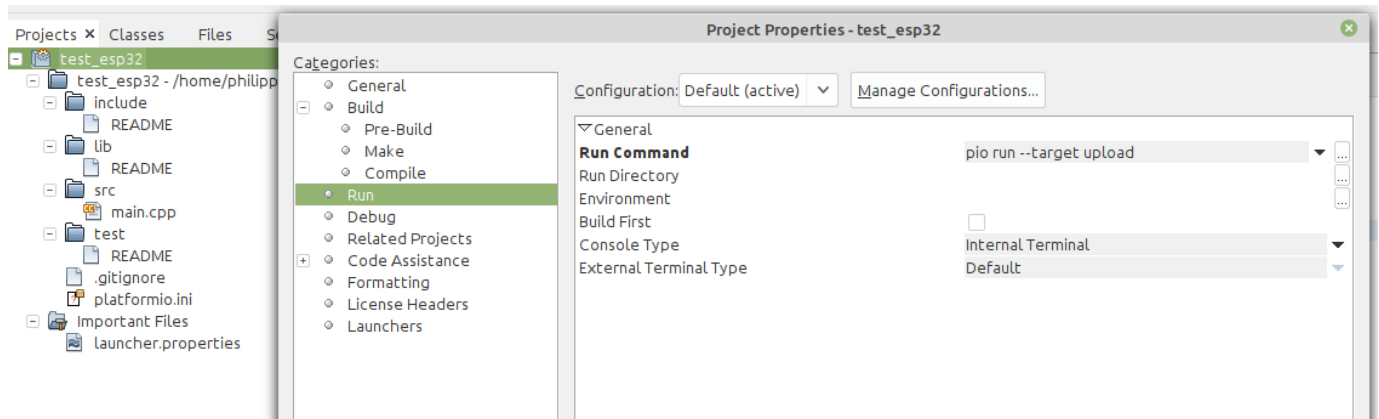 Projects × Classes Files
test_esp32
test_esp32 - /home/philipp
include
README
lib
README
src
main.cpp
test
README
.gitignore
platformio.ini
Important Files
launcher.properties
Project Properties - test_esp32
Categories:
General
Build
Pre-Build
Make
Compile
Run
Debug
Related Projects
Code Assistance
Formatting
License Headers
Launchers
Configuration: Default (active) Manage Configurations...
General
Run Command pio run --target upload ...
Run Directory ...
Environment ...
Build First
Console Type Internal Terminal
External Terminal Type Default